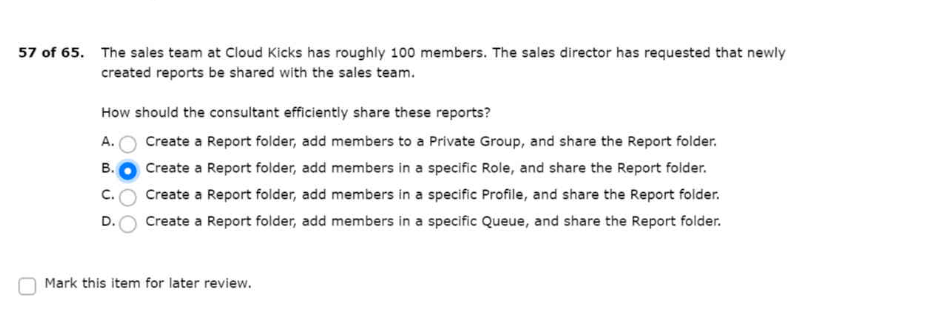 57 of 65. The sales team at Cloud Kicks has roughly 100 members. The sales director has requested that newly
created reports be shared with the sales team.
How should the consultant efficiently share these reports?
A. Create a Report folder, add members to a Private Group, and share the Report folder.
B. Create a Report folder, add members in a specific Role, and share the Report folder.
C. Create a Report folder, add members in a specific Profile, and share the Report folder.
D. Create a Report folder, add members in a specific Queue, and share the Report folder.
Mark this item for later review.